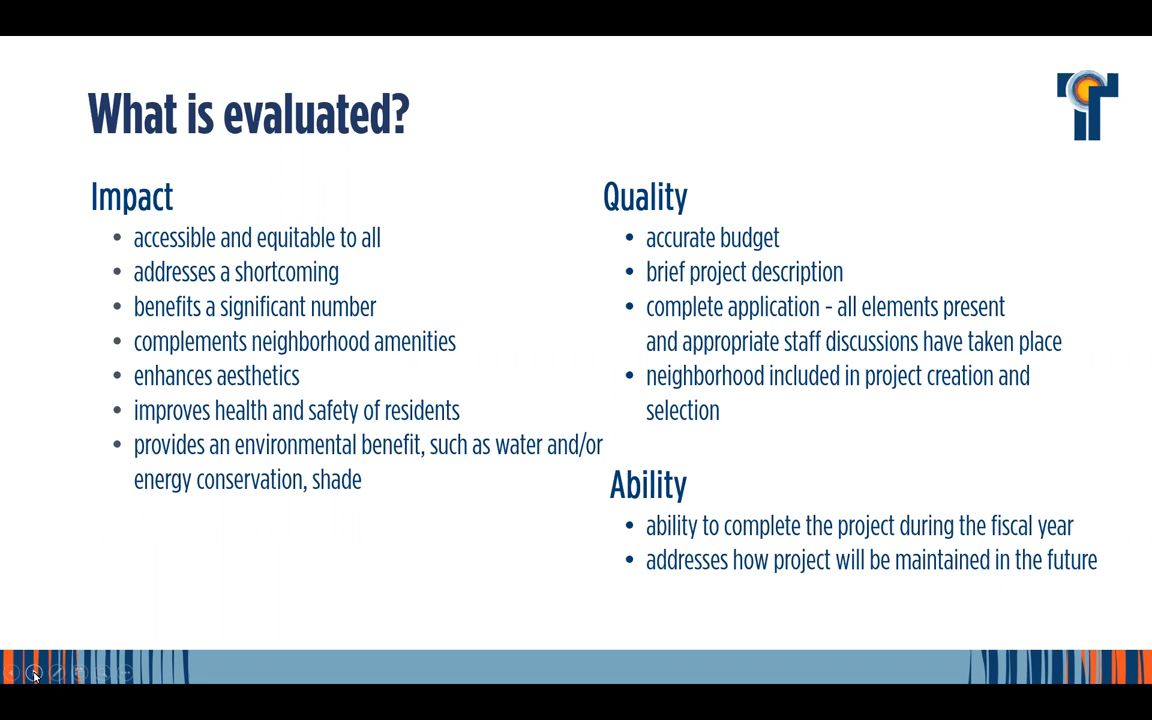 What is evaluated?
Impact
• accessible and equitable to all
• addresses a shortcoming
• benefits a significant number
• complements neighborhood amenities
• enhances aesthetics
• improves health and safety of residents
• provides an environmental benefit, such as water and/or
energy conservation, shade
Quality
• accurate budget
• brief project description
• complete application - all elements present
and appropriate staff discussions have taken place
• neighborhood included in project creation and
selection
Ability
• ability to complete the project during the fiscal year
• addresses how project will be maintained in the future